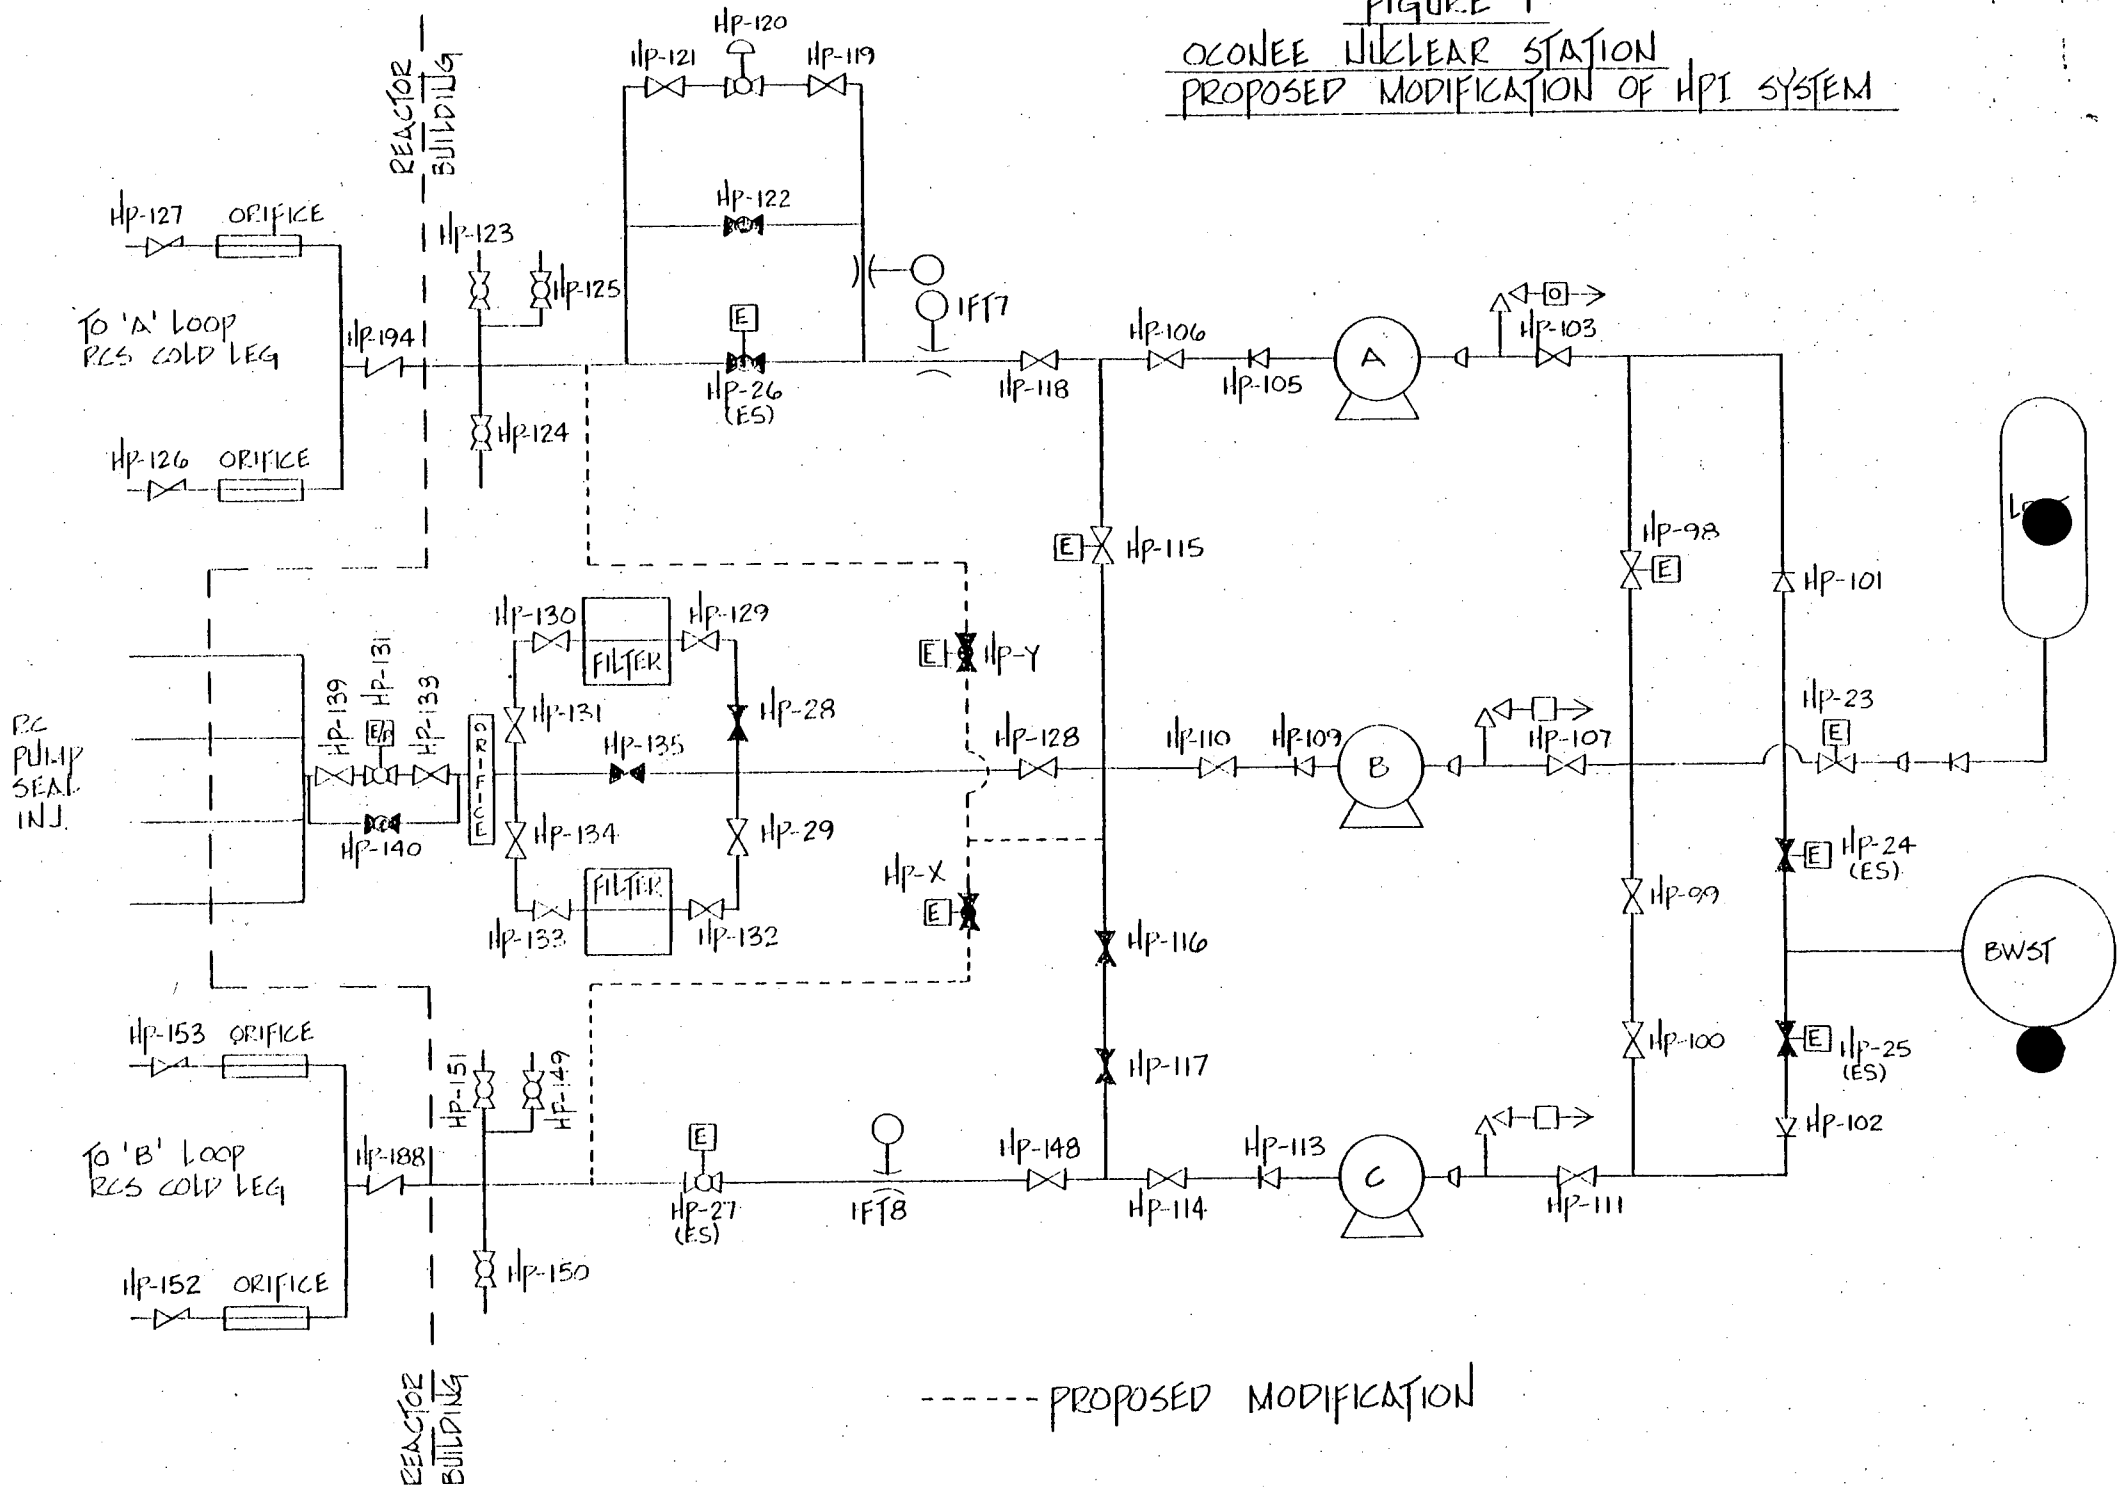 FIGURE 1
OCONEE NUCLEAR STATION
PROPOSED MODIFICATION OF HPI SYSTEM
REACTOR
BUILDING
HP-120
HP-121
HP-119
HP-122
HP-127
ORIFICE
HP-123
HP-125
TO 'A' LOOP
RCS COLD LEG
HP-194
E
HP-26
(ES)
1FT7
HP-118
HP-106
HP-105
A
HP-103
HP-126
ORIFICE
HP-124
E
HP-115
HP-98
E
HP-101
HP-130
FILTER
HP-129
E
HP-Y
RC
PUMP
SEAL
INJ.
HP-139
HP-131
E/P
HP-133
ORIFICE
HP-131
HP-135
HP-28
HP-128
HP-110
HP-109
B
HP-107
HP-23
E
HP-140
HP-134
HP-29
E
HP-24
(ES)
HP-133
FILTER
HP-132
HP-X
E
HP-116
HP-99
BWST
HP-153
ORIFICE
HP-151
HP-149
HP-117
HP-100
E
HP-25
(ES)
TO 'B' LOOP
RCS COLD LEG
HP-188
E
HP-27
(ES)
1FT8
HP-148
HP-114
HP-113
C
HP-111
HP-102
HP-152
ORIFICE
HP-150
REACTOR
BUILDING
PROPOSED MODIFICATION